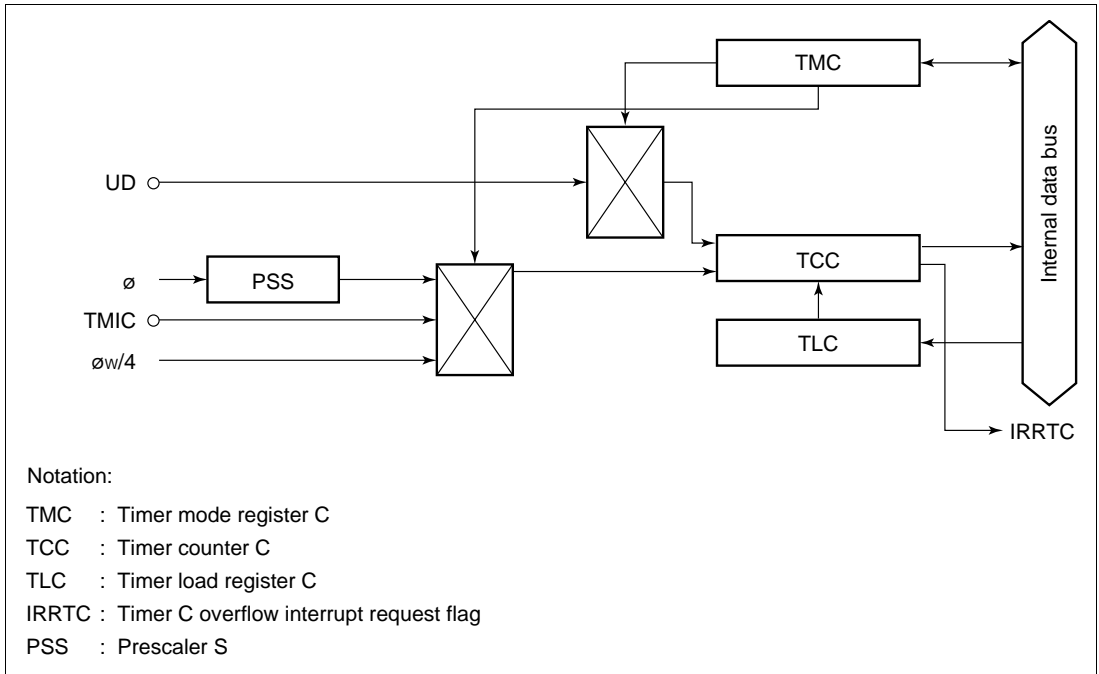 TMC
UD
TCC
ø
PSS
TMIC
TLC
øw/4
Internal data bus
IRRTC
Notation:
TMC : Timer mode register C
TCC : Timer counter C
TLC : Timer load register C
IRRTC : Timer C overflow interrupt request flag
PSS : Prescaler S